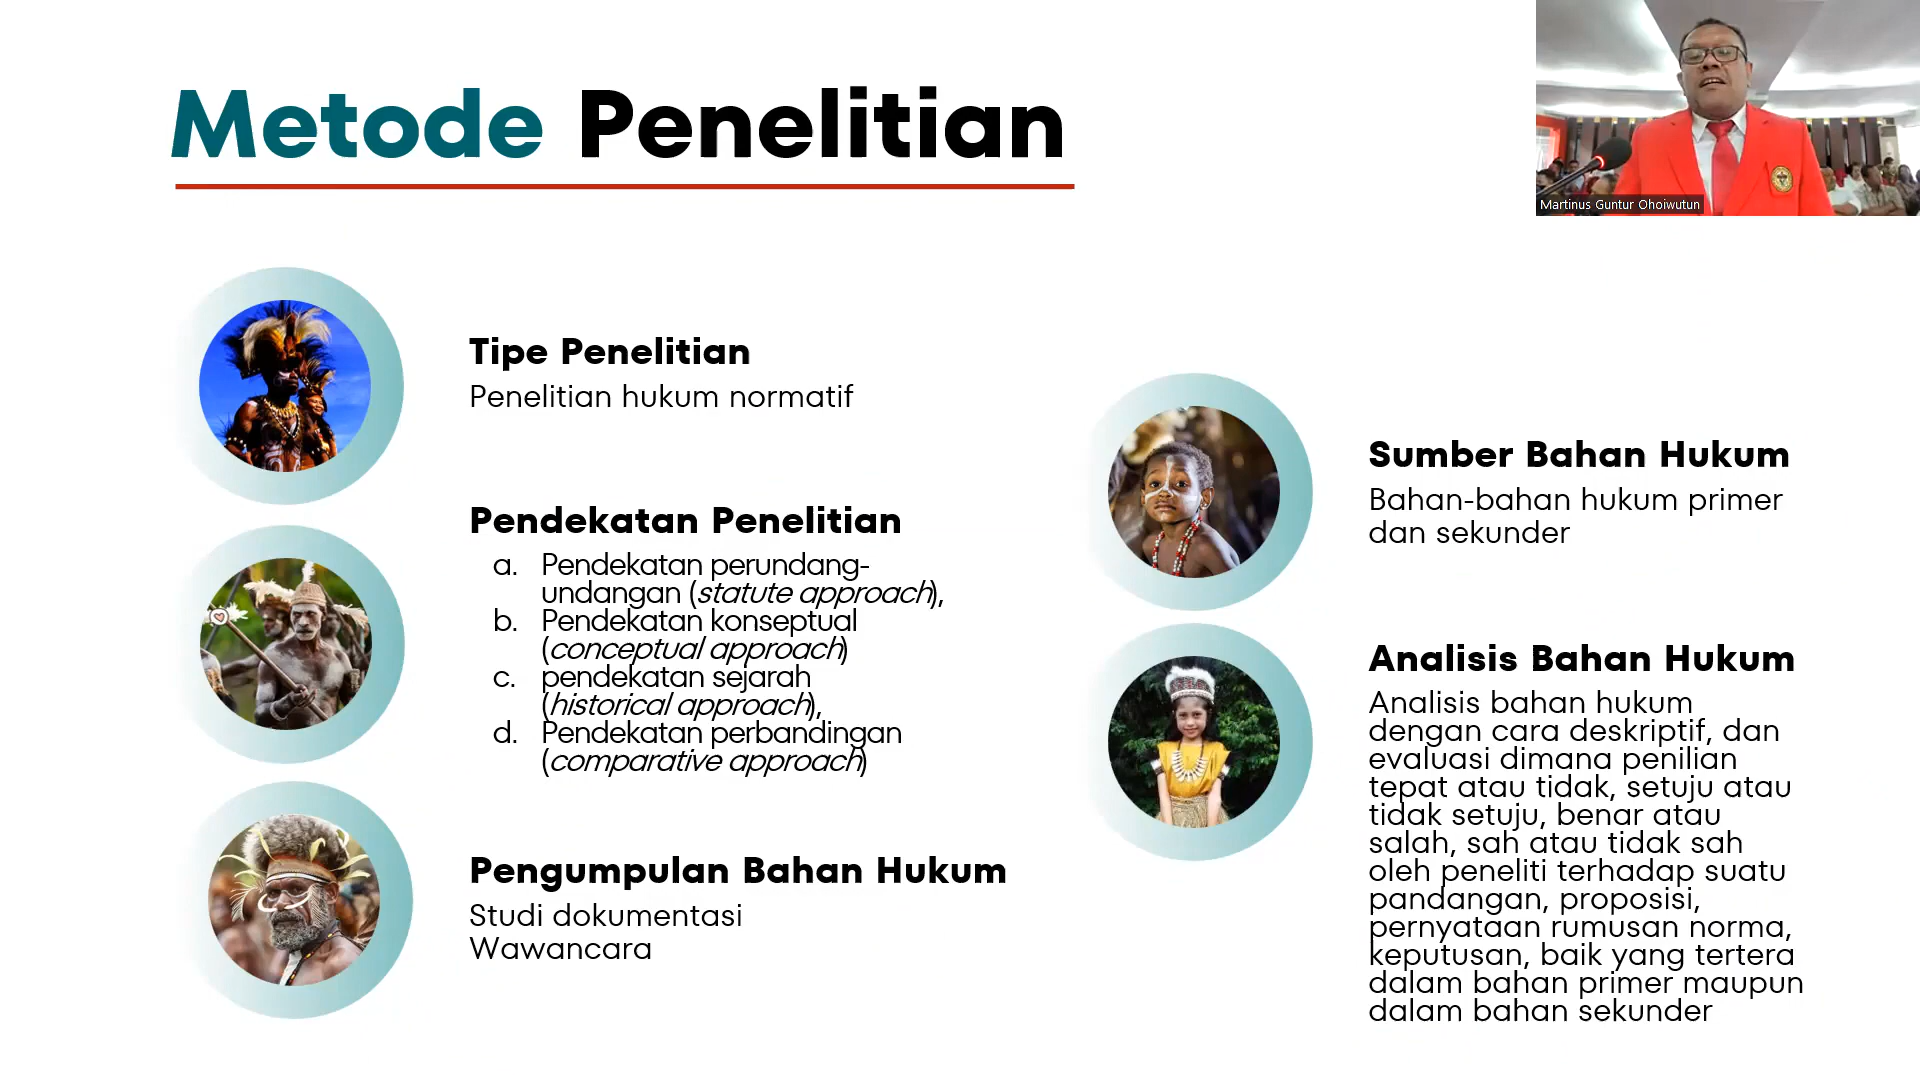 Metode Penelitian
Martinus Guntur Ohoiwutun
Tipe Penelitian
Penelitian hukum normatif
Pendekatan Penelitian
a. Pendekatan perundang-
undangan (statute approach),
b. Pendekatan konseptual
(conceptual approach)
c. pendekatan sejarah
(historical approach),
d. Pendekatan perbandingan
(comparative approach)
Pengumpulan Bahan Hukum
Studi dokumentasi
Wawancara
Sumber Bahan Hukum
Bahan-bahan hukum primer
dan sekunder
Analisis Bahan Hukum
Analisis bahan hukum
dengan cara deskriptif, dan
evaluasi dimana penilian
tepat atau tidak, setuju atau
tidak setuju, benar atau
salah, sah atau tidak sah
oleh peneliti terhadap suatu
pandangan, proposisi,
pernyataan rumusan norma,
keputusan, baik yang tertera
dalam bahan primer maupun
dalam bahan sekunder